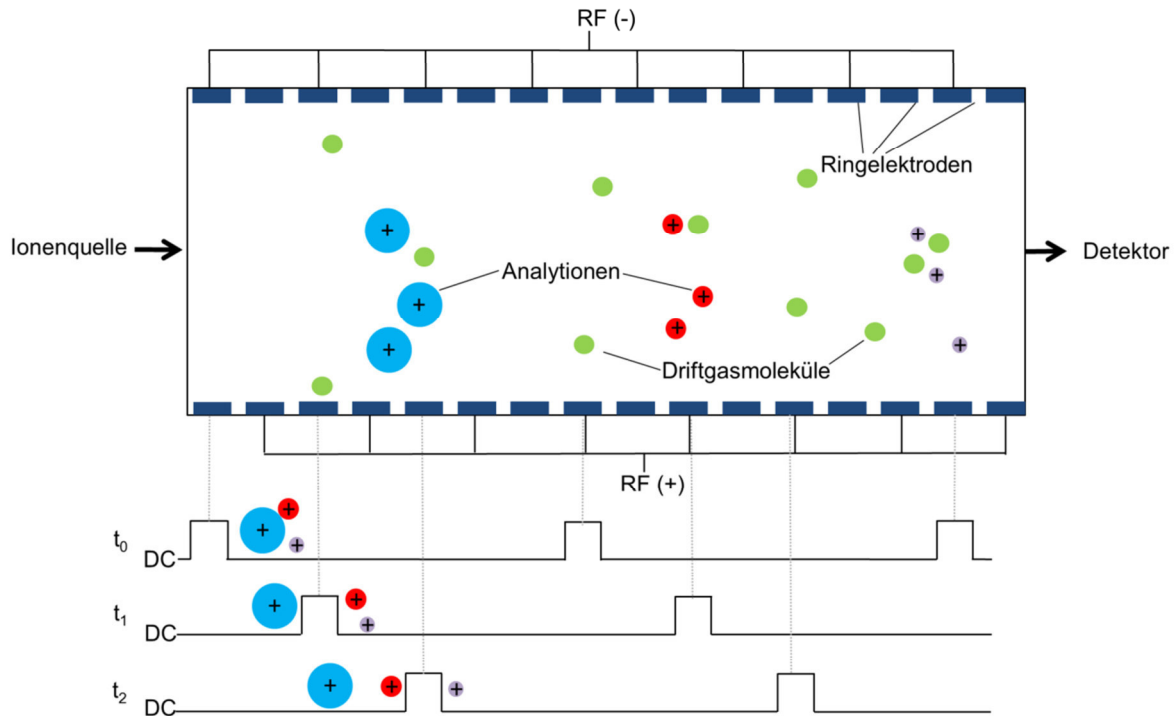 RF (-)
Ringelektroden
Ionenquelle
Detektor
Analytionen
Driftgasmoleküle
RF (+)
+
+
+
+
+
+
+
+
+
t0
DC
+
+
+
t1
DC
+
+
+
t2
DC
+
+
+